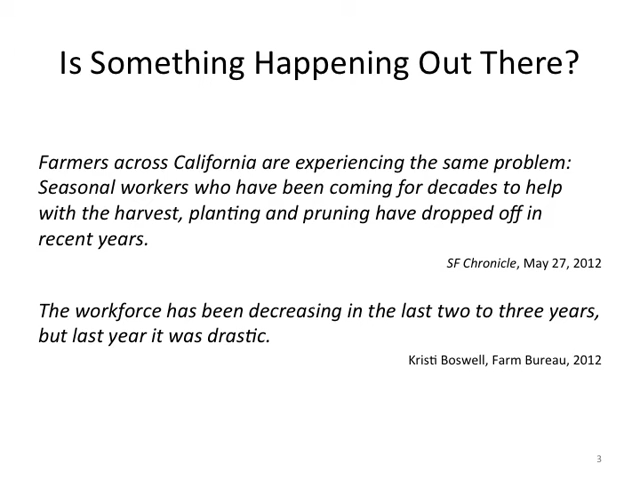 Is Something Happening Out There?
Farmers across California are experiencing the same problem:
Seasonal workers who have been coming for decades to help
with the harvest, planting and pruning have dropped off in
recent years.
SF Chronicle, May 27, 2012
The workforce has been decreasing in the last two to three years,
but last year it was drastic.
Kristi Boswell, Farm Bureau, 2012
3